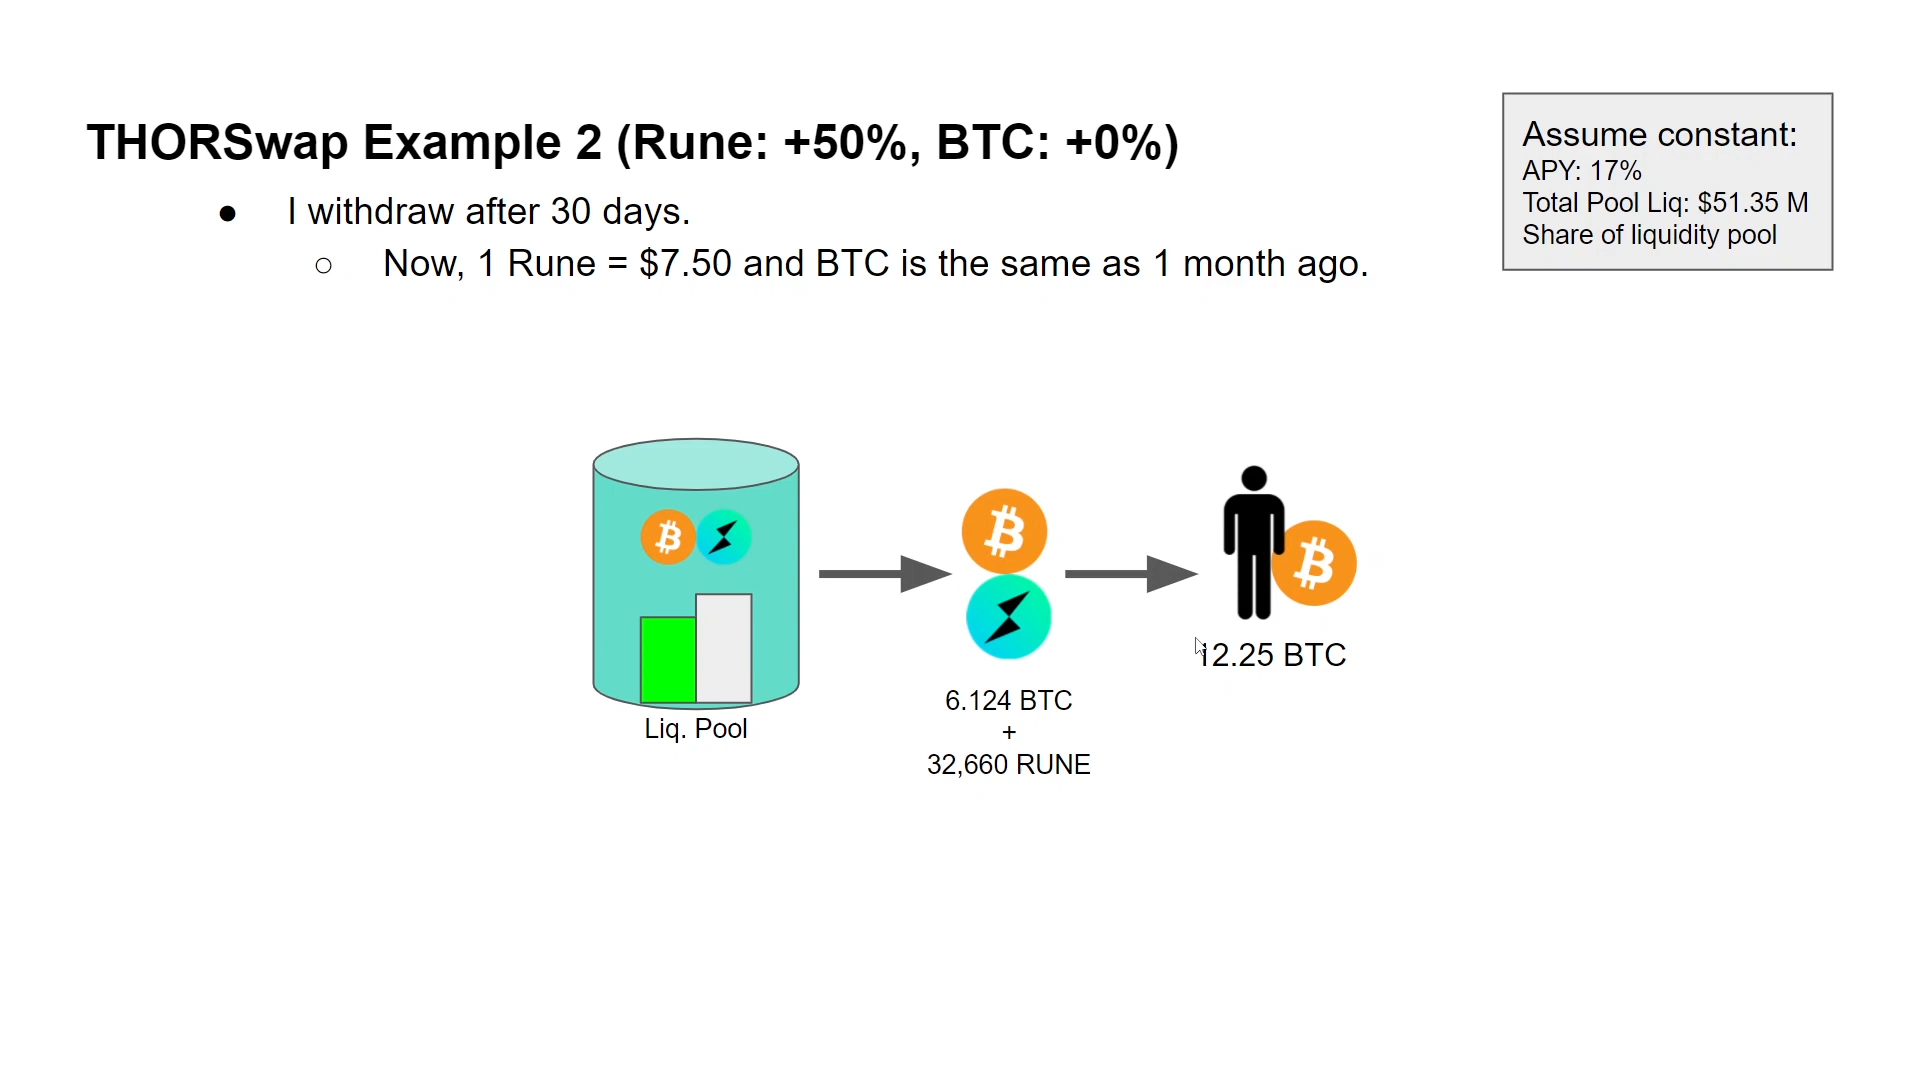 THORSwap Example 2 (Rune: +50%, BTC: +0%)
● I withdraw after 30 days.
○ Now, 1 Rune = $7.50 and BTC is the same as 1 month ago.
Assume constant:
APY: 17%
Total Pool Liq: $51.35 M
Share of liquidity pool
Liq. Pool
6.124 BTC
+
32,660 RUNE
12.25 BTC